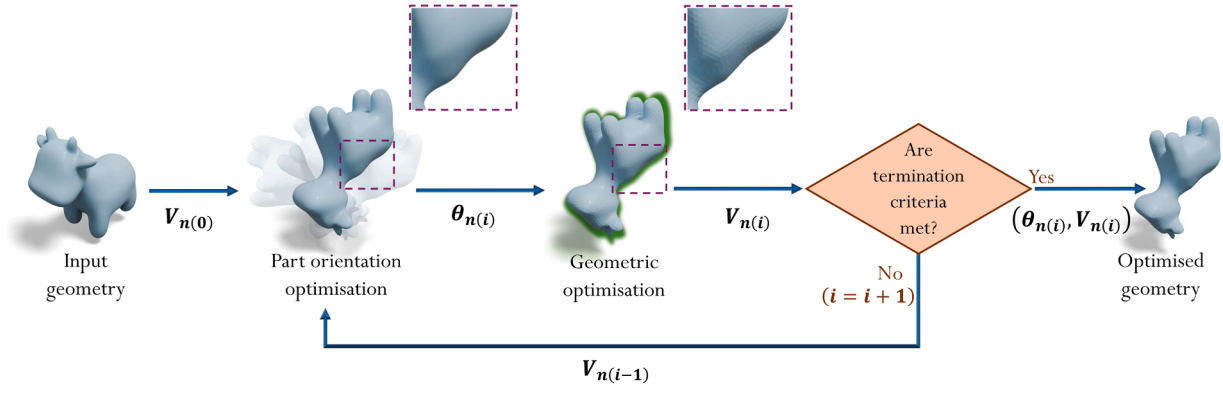 V_{n(0)}
Input
geometry
Part orientation
optimisation
θ_{n(i)}
Geometric
optimisation
V_{n(i)}
Are
termination
criteria
met?
Yes
(θ_{n(i)}, V_{n(i)})
No
(i = i + 1)
Optimised
geometry
V_{n(i−1)}